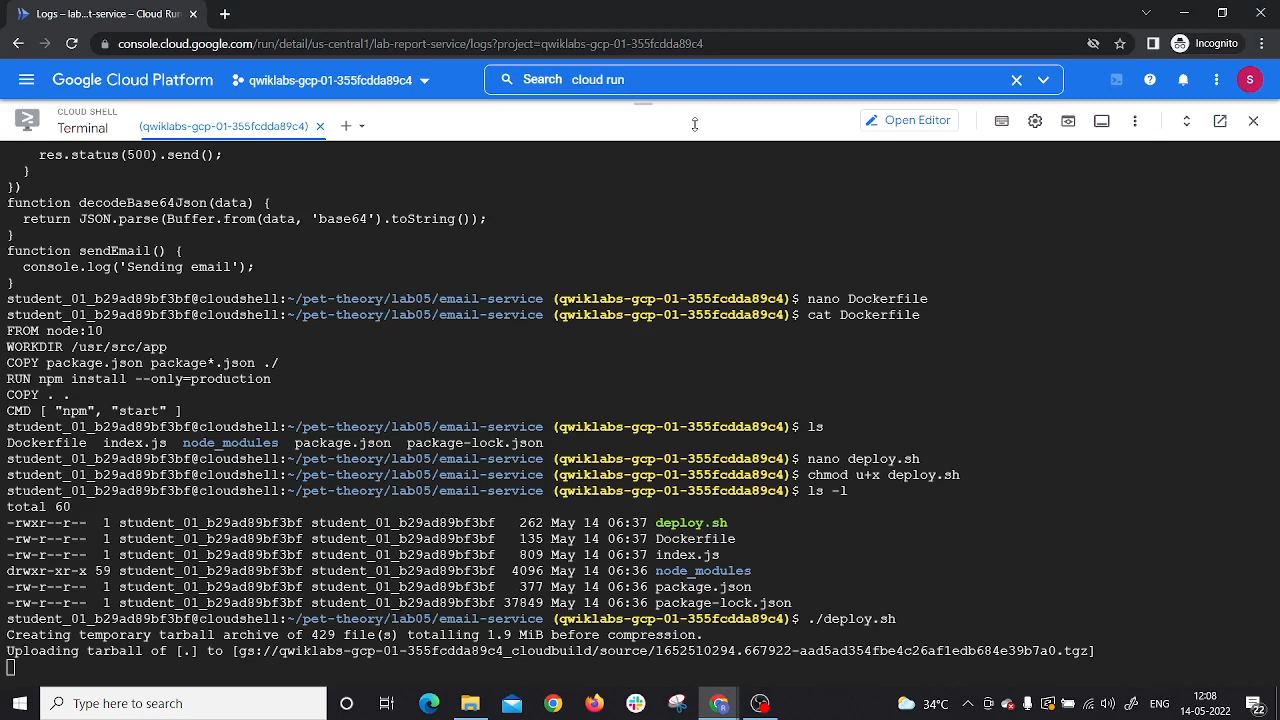 Logs – lab...t-service – Cloud Run
console.cloud.google.com/run/detail/us-central1/lab-report-service/logs?project=qwiklabs-gcp-01-355fcdda89c4
Incognito
Google Cloud Platform
qwiklabs-gcp-01-355fcdda89c4
Search cloud run
S
CLOUD SHELL
Terminal
(qwiklabs-gcp-01-355fcdda89c4)
Open Editor
res.status(500).send();
}
})
function decodeBase64Json(data) {
return JSON.parse(Buffer.from(data, 'base64').toString());
}
function sendEmail() {
console.log('Sending email');
}
student_01_b29ad89bf3bf@cloudshell:~/pet-theory/lab05/email-service (qwiklabs-gcp-01-355fcdda89c4)$ nano Dockerfile
student_01_b29ad89bf3bf@cloudshell:~/pet-theory/lab05/email-service (qwiklabs-gcp-01-355fcdda89c4)$ cat Dockerfile
FROM node:10
WORKDIR /usr/src/app
COPY package.json package*.json ./
RUN npm install --only=production
COPY . .
CMD [ "npm", "start" ]
student_01_b29ad89bf3bf@cloudshell:~/pet-theory/lab05/email-service (qwiklabs-gcp-01-355fcdda89c4)$ ls
Dockerfile index.js node_modules package.json package-lock.json
student_01_b29ad89bf3bf@cloudshell:~/pet-theory/lab05/email-service (qwiklabs-gcp-01-355fcdda89c4)$ nano deploy.sh
student_01_b29ad89bf3bf@cloudshell:~/pet-theory/lab05/email-service (qwiklabs-gcp-01-355fcdda89c4)$ chmod u+x deploy.sh
student_01_b29ad89bf3bf@cloudshell:~/pet-theory/lab05/email-service (qwiklabs-gcp-01-355fcdda89c4)$ ls -l
total 60
-rwxr--r-- 1 student_01_b29ad89bf3bf student_01_b29ad89bf3bf 262 May 14 06:37 deploy.sh
-rw-r--r-- 1 student_01_b29ad89bf3bf student_01_b29ad89bf3bf 135 May 14 06:37 Dockerfile
-rw-r--r-- 1 student_01_b29ad89bf3bf student_01_b29ad89bf3bf 809 May 14 06:37 index.js
drwxr-xr-x 59 student_01_b29ad89bf3bf student_01_b29ad89bf3bf 4096 May 14 06:36 node_modules
-rw-r--r-- 1 student_01_b29ad89bf3bf student_01_b29ad89bf3bf 377 May 14 06:36 package.json
-rw-r--r-- 1 student_01_b29ad89bf3bf student_01_b29ad89bf3bf 37849 May 14 06:36 package-lock.json
student_01_b29ad89bf3bf@cloudshell:~/pet-theory/lab05/email-service (qwiklabs-gcp-01-355fcdda89c4)$ ./deploy.sh
Creating temporary tarball archive of 429 file(s) totalling 1.9 MiB before compression.
Uploading tarball of [.] to [gs://qwiklabs-gcp-01-355fcdda89c4_cloudbuild/source/1652510294.667922-aad5ad354fbe4c26af1edb684e39b7a0.tgz]
Type here to search
34°C
ENG
12:08
14-05-2022
22